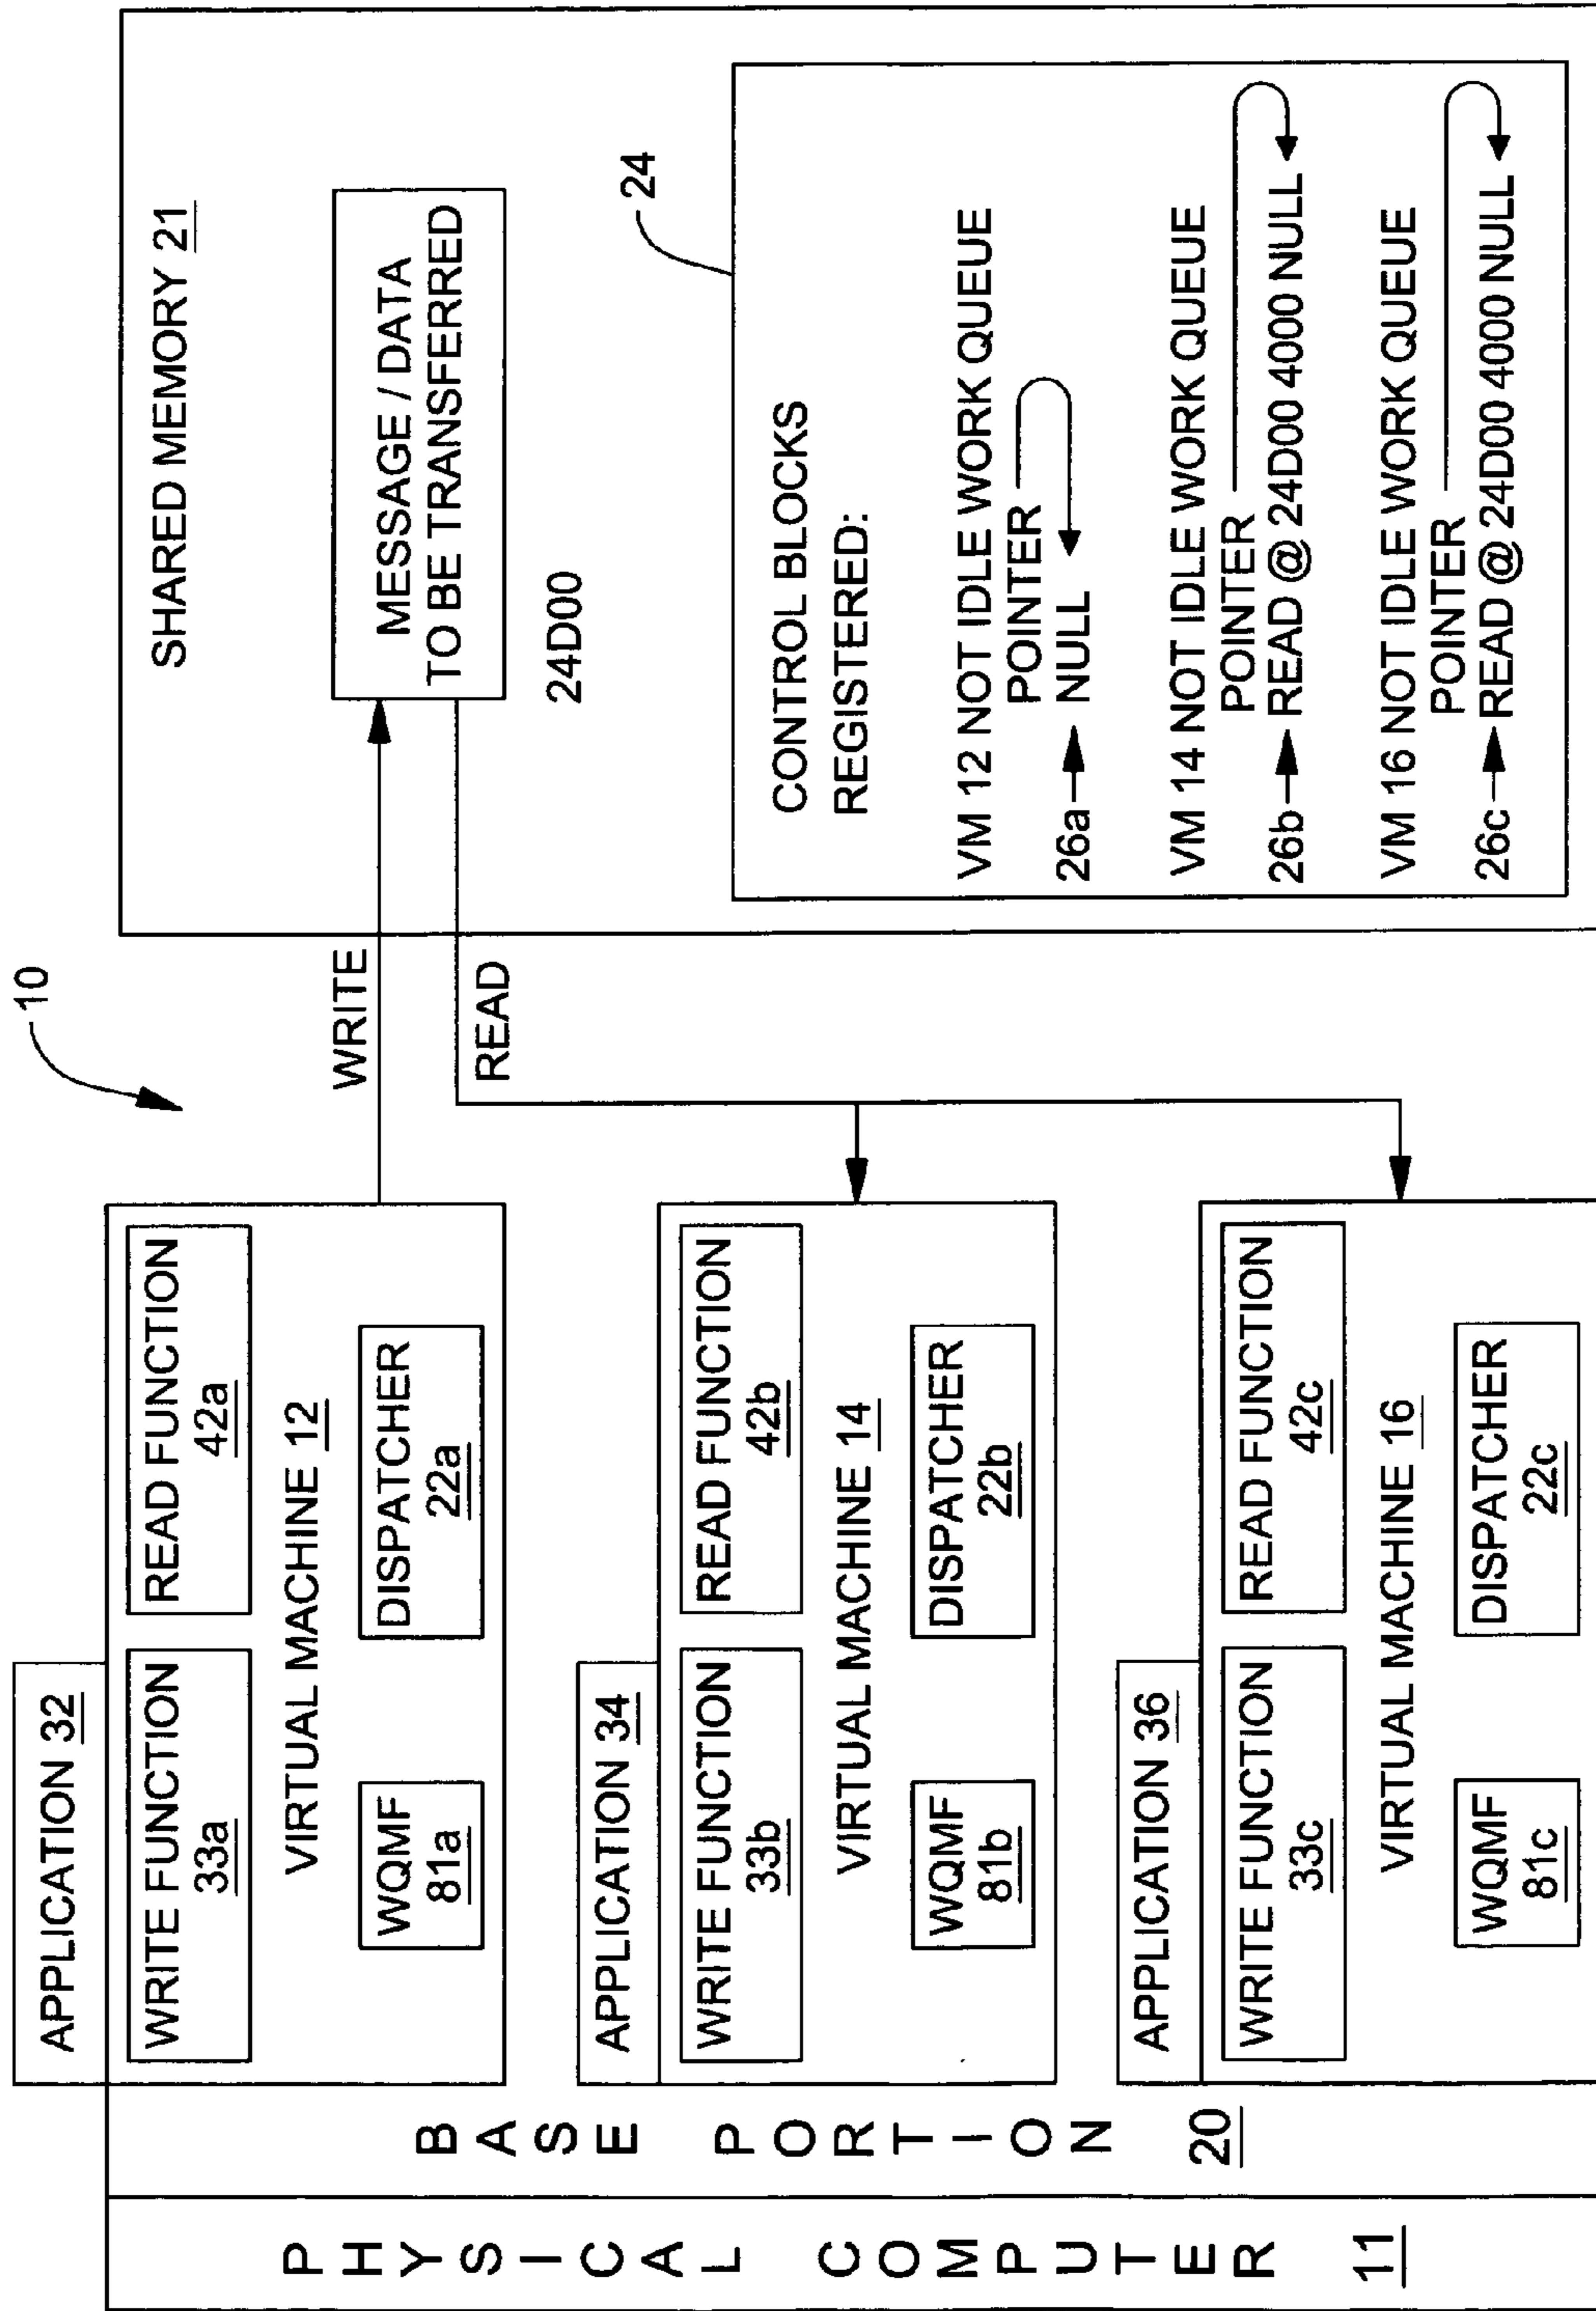 10
APPLICATION 32
WRITE FUNCTION
33a
READ FUNCTION
42a
VIRTUAL MACHINE 12
WQMF
81a
DISPATCHER
22a
APPLICATION 34
WRITE FUNCTION
33b
READ FUNCTION
42b
VIRTUAL MACHINE 14
WQMF
81b
DISPATCHER
22b
APPLICATION 36
WRITE FUNCTION
33c
READ FUNCTION
42c
VIRTUAL MACHINE 16
WQMF
81c
DISPATCHER
22c
BASE PORTION 20
PHYSICAL COMPUTER 11
WRITE
READ
SHARED MEMORY 21
MESSAGE / DATA
TO BE TRANSFERRED
24D00
24
CONTROL BLOCKS
REGISTERED:
VM 12 NOT IDLE WORK QUEUE
POINTER
26a NULL
VM 14 NOT IDLE WORK QUEUE
POINTER
26b READ @ 24D00 4000 NULL
VM 16 NOT IDLE WORK QUEUE
POINTER
26c READ @ 24D00 4000 NULL